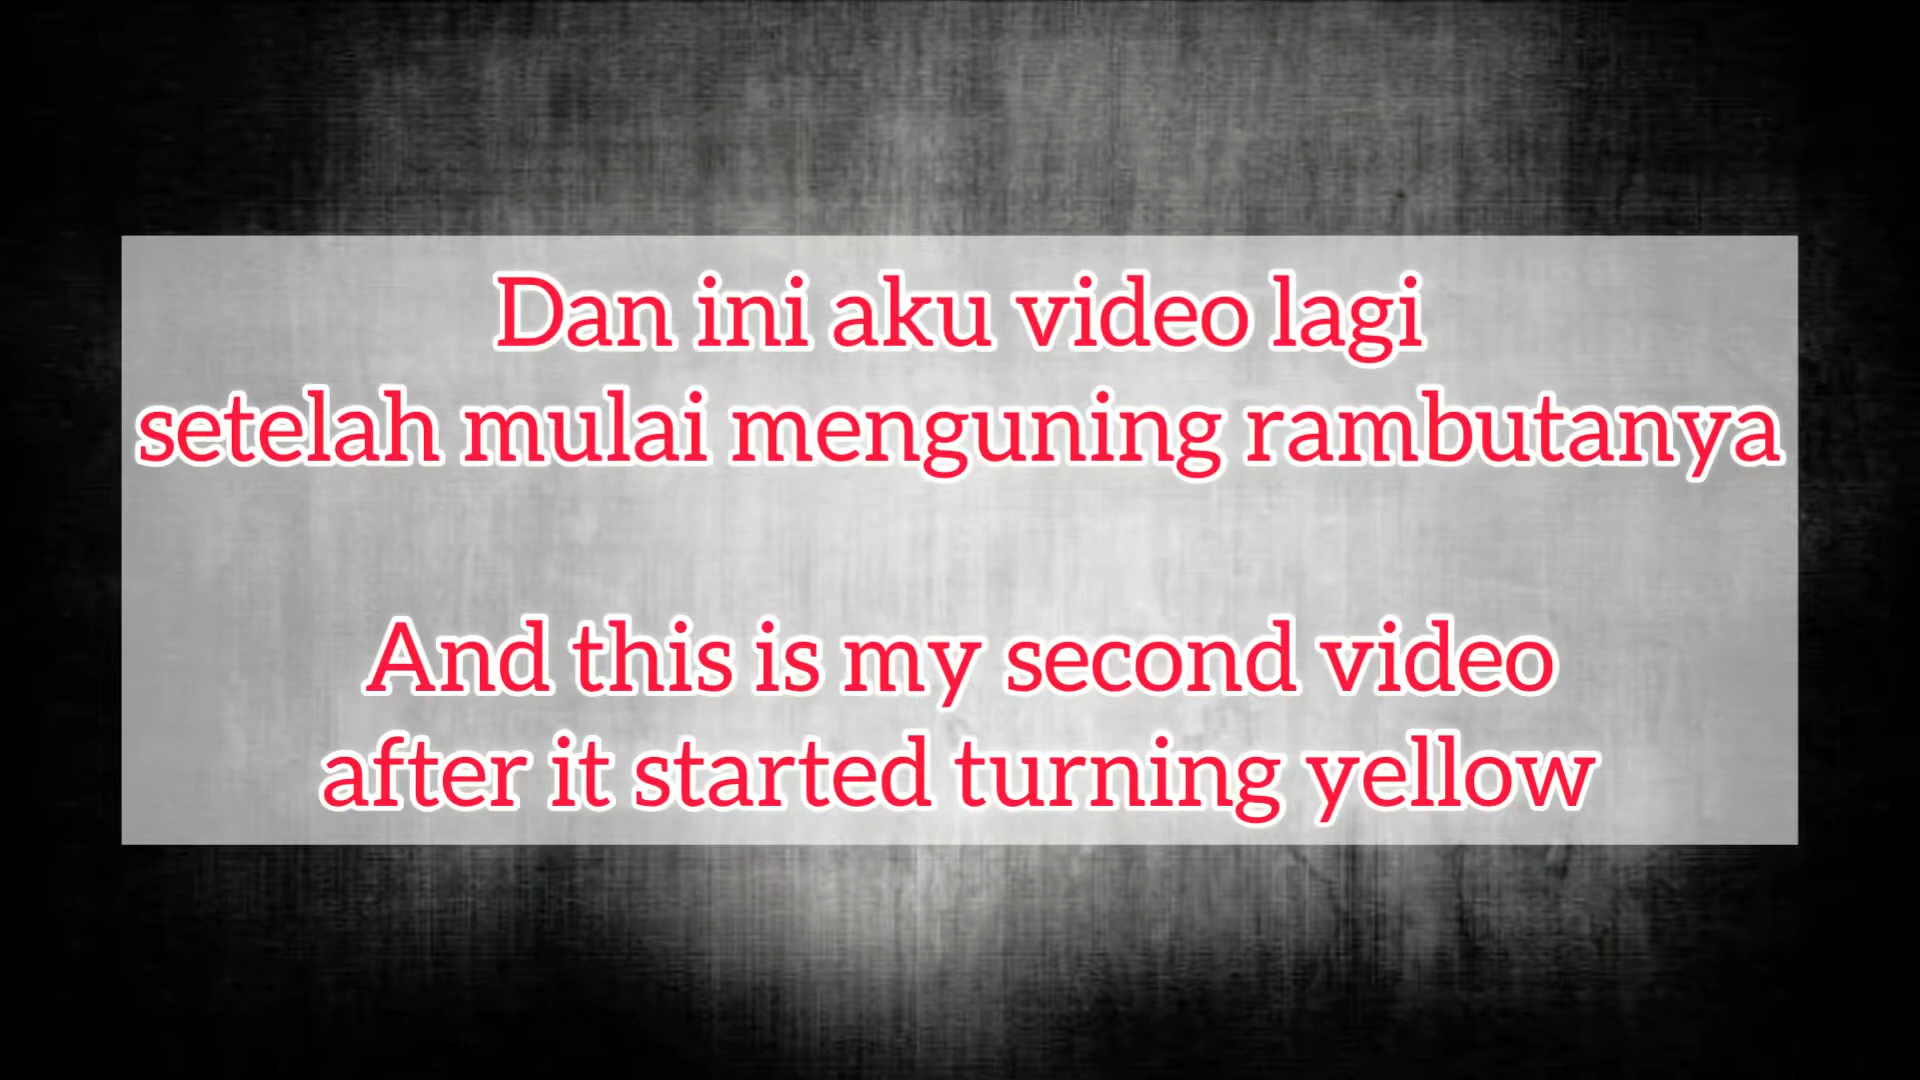 Dan ini aku video lagi
setelah mulai menguning rambutanya
And this is my second video
after it started turning yellow